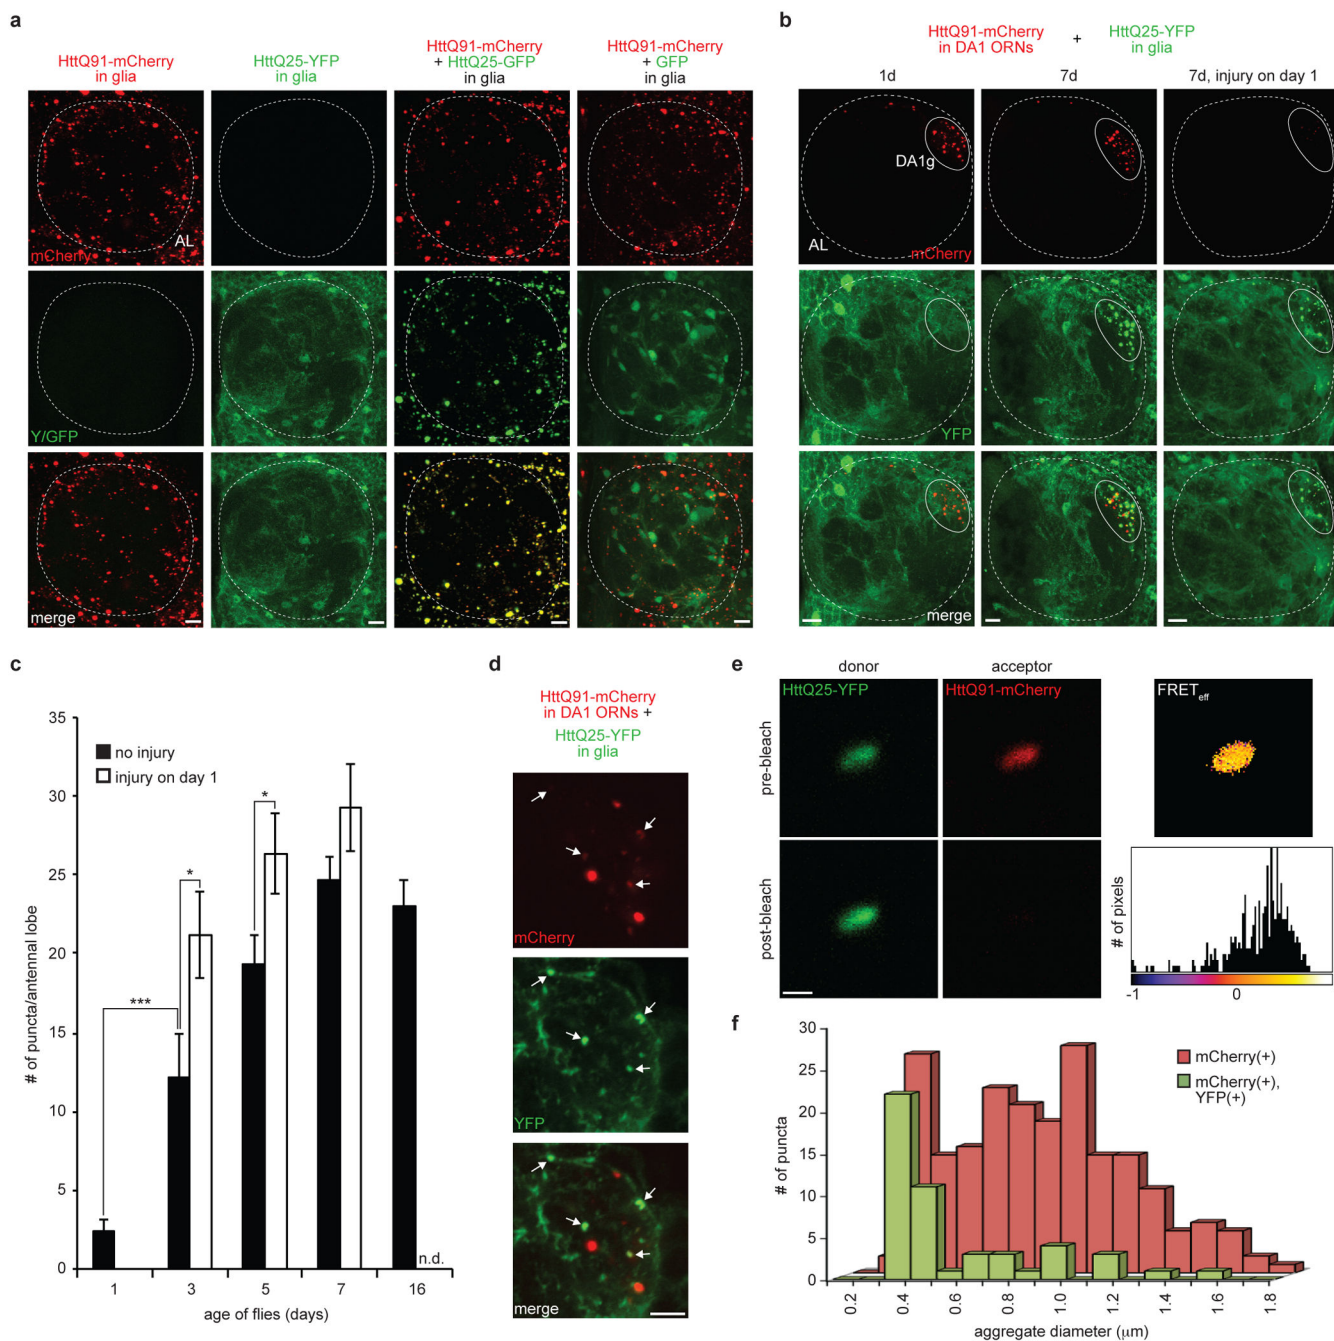 a
HttQ91-mCherry
in glia
HttQ25-YFP
in glia
HttQ91-mCherry
+ HttQ25-GFP
in glia
HttQ91-mCherry
+ GFP
in glia
AL
mCherry
Y/GFP
merge
b
HttQ91-mCherry
in DA1 ORNs
+
HttQ25-YFP
in glia
1d
7d
7d, injury on day 1
DA1g
AL
mCherry
YFP
merge
c
no injury
injury on day 1
# of puncta/antennal lobe
35
30
25
20
15
10
5
0
***
*
*
n.d.
1
3
5
7
16
age of flies (days)
d
HttQ91-mCherry
in DA1 ORNs +
HttQ25-YFP
in glia
mCherry
YFP
merge
e
donor
acceptor
HttQ25-YFP
HttQ91-mCherry
FRETeff
pre-bleach
post-bleach
# of pixels
-1
0
f
mCherry(+)
mCherry(+),
YFP(+)
# of puncta
30
25
20
15
10
5
0
0.2
0.4
0.6
0.8
1.0
1.2
1.4
1.6
1.8
aggregate diameter (μm)